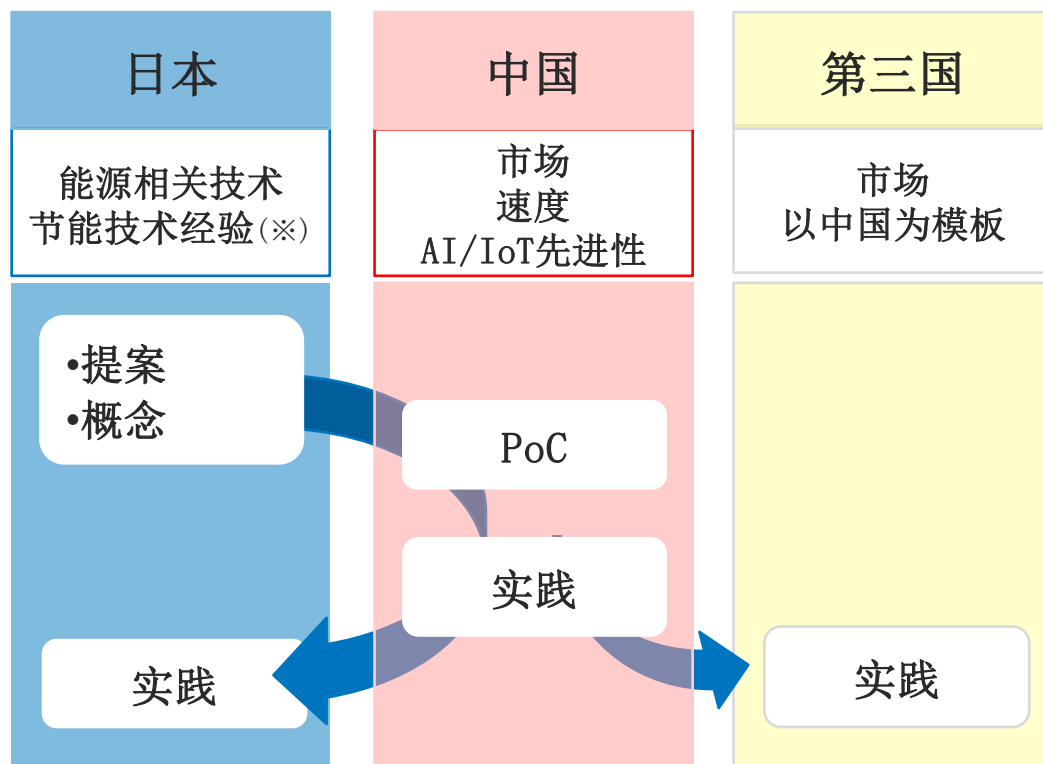 日本
中国
第三国
能源相关技术
节能技术经验(※)
市场
速度
AI/IoT先进性
市场
以中国为模板
•提案
•概念
PoC
实践
实践
实践